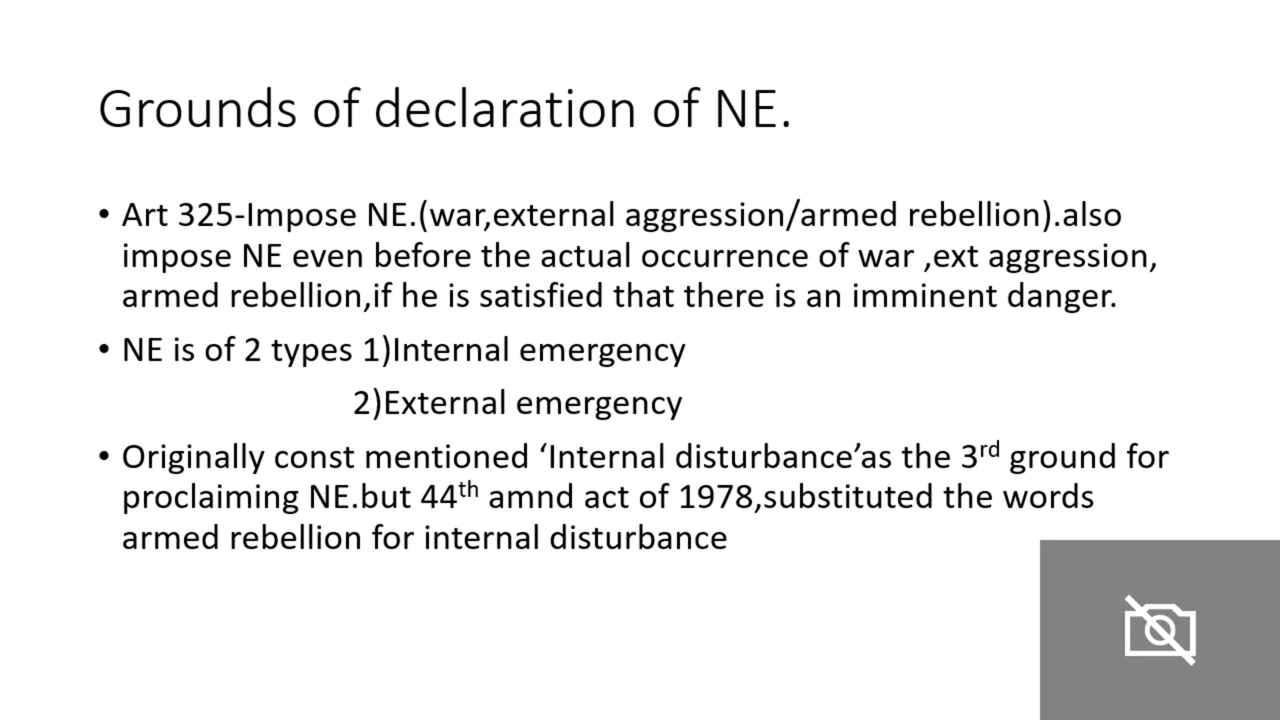 Grounds of declaration of NE.
• Art 325-Impose NE.(war,external aggression/armed rebellion).also
impose NE even before the actual occurrence of war ,ext aggression,
armed rebellion,if he is satisfied that there is an imminent danger.
• NE is of 2 types 1)Internal emergency
2)External emergency
• Originally const mentioned ‘Internal disturbance’as the 3rd ground for
proclaiming NE.but 44th amnd act of 1978,substituted the words
armed rebellion for internal disturbance